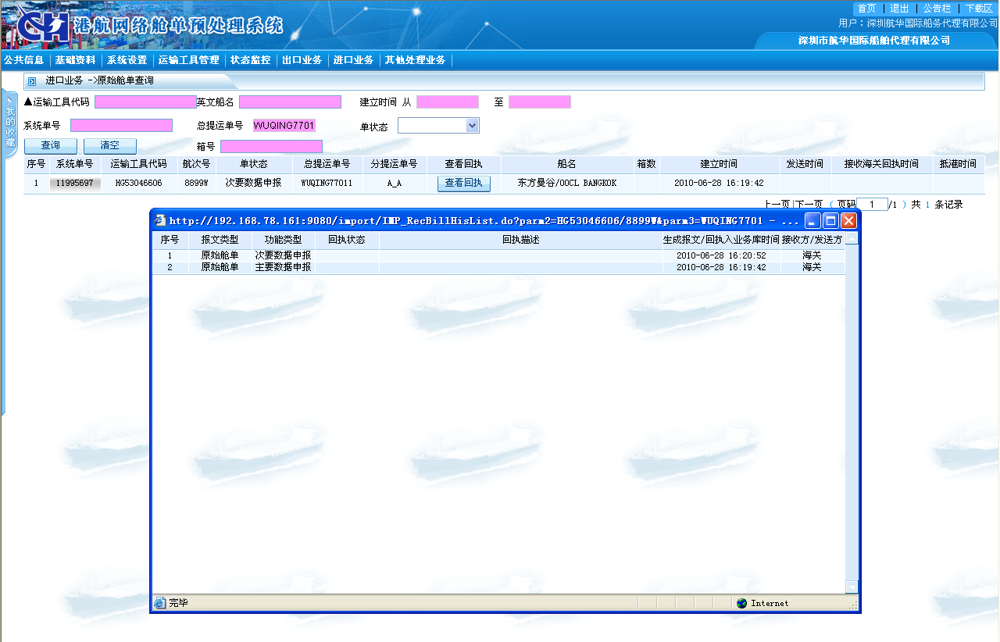 首页 | 退出 | 公告栏 | 下载区
CH 港航网络舱单预处理系统
用户：深圳航华国际船务代理有限公司
深圳市航华国际船舶代理有限公司
公共信息 基础资料 系统设置 运输工具管理 状态监控 出口业务 进口业务 其他处理业务
进口业务 ->原始舱单查询
我的收藏
▲运输工具代码 英文船名 建立时间 从 至
系统单号 总提运单号 WUQING7701 单状态
查询 清空 箱号
序号 系统单号 运输工具代码 航次号 单状态 总提运单号 分提运单号 查看回执 船名 箱数 建立时间 发送时间 接收海关回执时间 抵港时间
1 11995697 HG53046606 8899W 次要数据申报 WUQING77011 A_A 查看回执 东方曼谷/OOCL BANGKOK 2010-06-28 16:19:42
上一页|下一页 ( 页码 1 /1 ) 共 1 条记录
http://192.168.78.161:9080/import/IMP_RecBillHisList.do?parm2=HG53046606/8899W&parm3=WUQING7701 - ...
序号 报文类型 功能类型 回执状态 回执描述 生成报文/回执入业务库时间 接收方/发送方
1 原始舱单 次要数据申报 2010-06-28 16:20:52 海关
2 原始舱单 主要数据申报 2010-06-28 16:19:42 海关
完毕 Internet